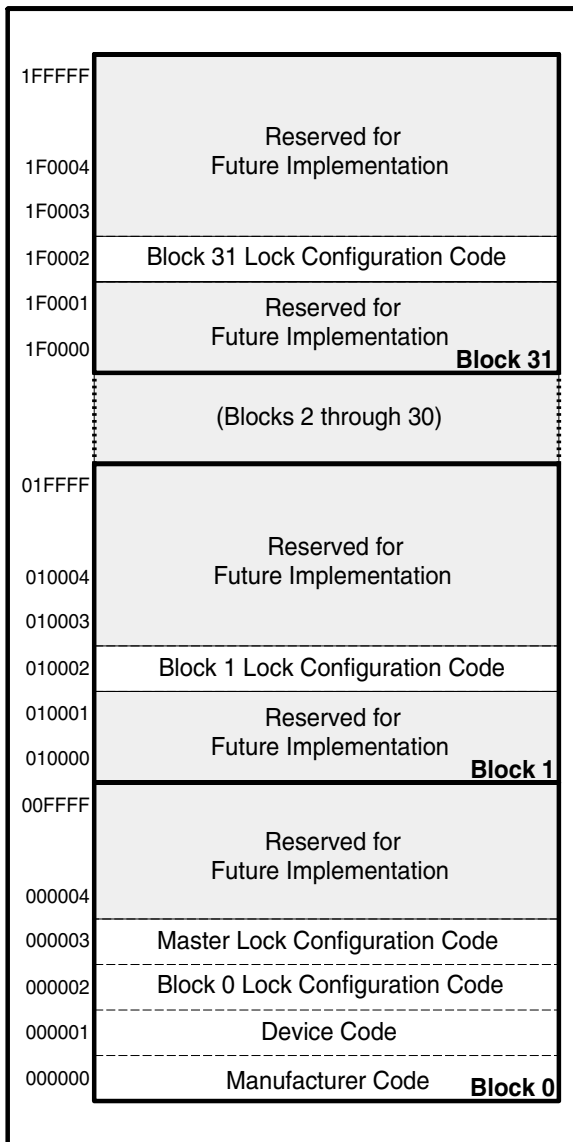 1FFFFF
Reserved for
Future Implementation
1F0004
1F0003
1F0002 Block 31 Lock Configuration Code
1F0001
Reserved for
Future Implementation
1F0000
Block 31
(Blocks 2 through 30)
01FFFF
Reserved for
Future Implementation
010004
010003
010002 Block 1 Lock Configuration Code
010001
Reserved for
Future Implementation
010000
Block 1
00FFFF
Reserved for
Future Implementation
000004
000003 Master Lock Configuration Code
000002 Block 0 Lock Configuration Code
000001 Device Code
000000 Manufacturer Code Block 0